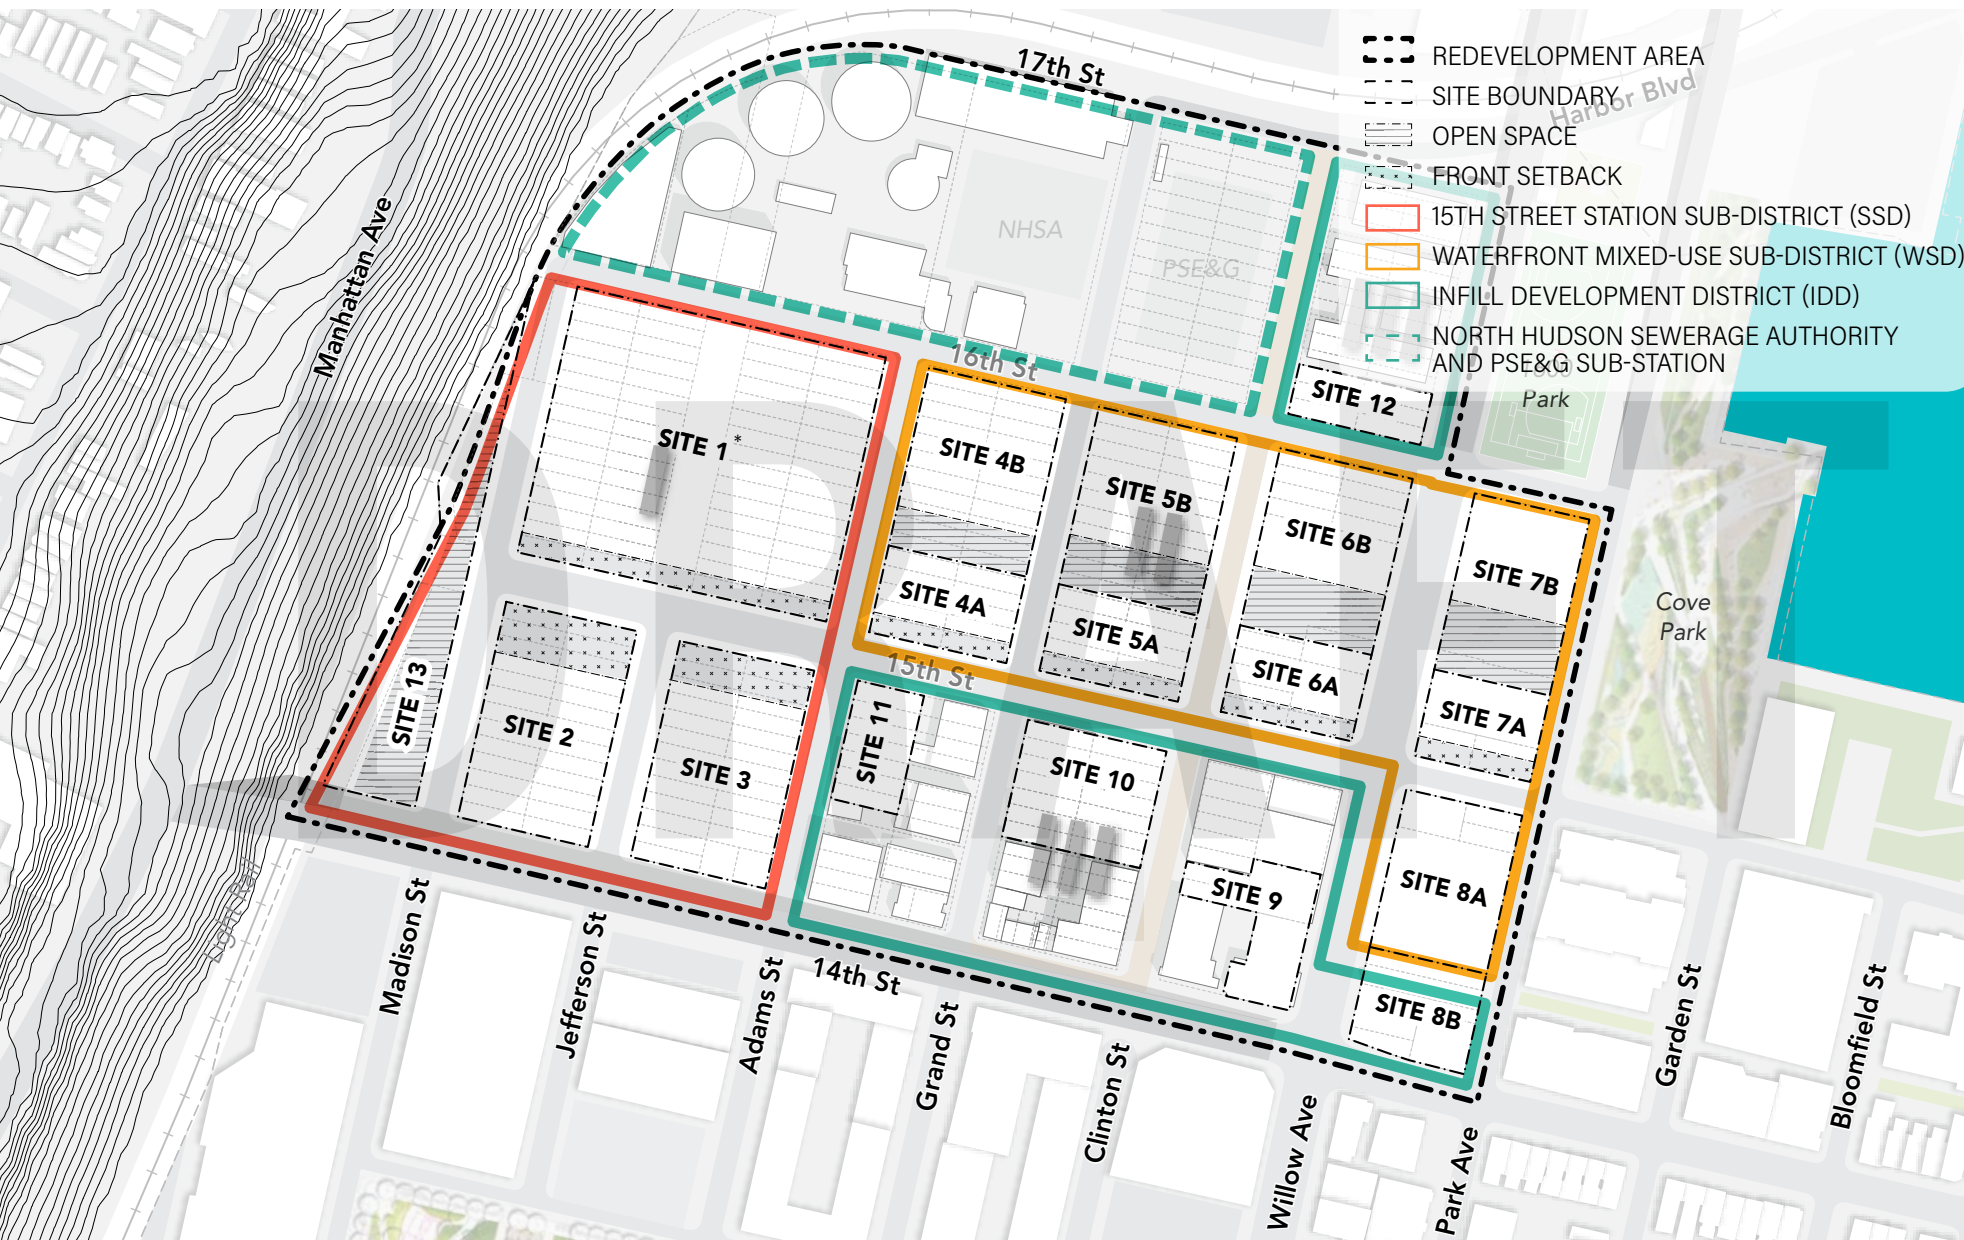 17th St
REDEVELOPMENT AREA
SITE BOUNDARY
Harbor Blvd
OPEN SPACE
FRONT SETBACK
15TH STREET STATION SUB-DISTRICT (SSD)
WATERFRONT MIXED-USE SUB-DISTRICT (WSD)
INFILL DEVELOPMENT DISTRICT (IDD)
NORTH HUDSON SEWERAGE AUTHORITY
AND PSE&G SUB-STATION
Manhattan Ave
NHSA
PSE&G
16th St
Park
SITE 12
SITE 1*
SITE 4B
SITE 5B
SITE 6B
SITE 7B
SITE 4A
SITE 5A
SITE 6A
SITE 7A
Cove
Park
15th St
SITE 13
SITE 2
SITE 3
SITE 11
SITE 10
SITE 9
SITE 8A
SITE 8B
DRAFT
Light Rail
14th St
Madison St
Jefferson St
Adams St
Grand St
Clinton St
Willow Ave
Park Ave
Garden St
Bloomfield St